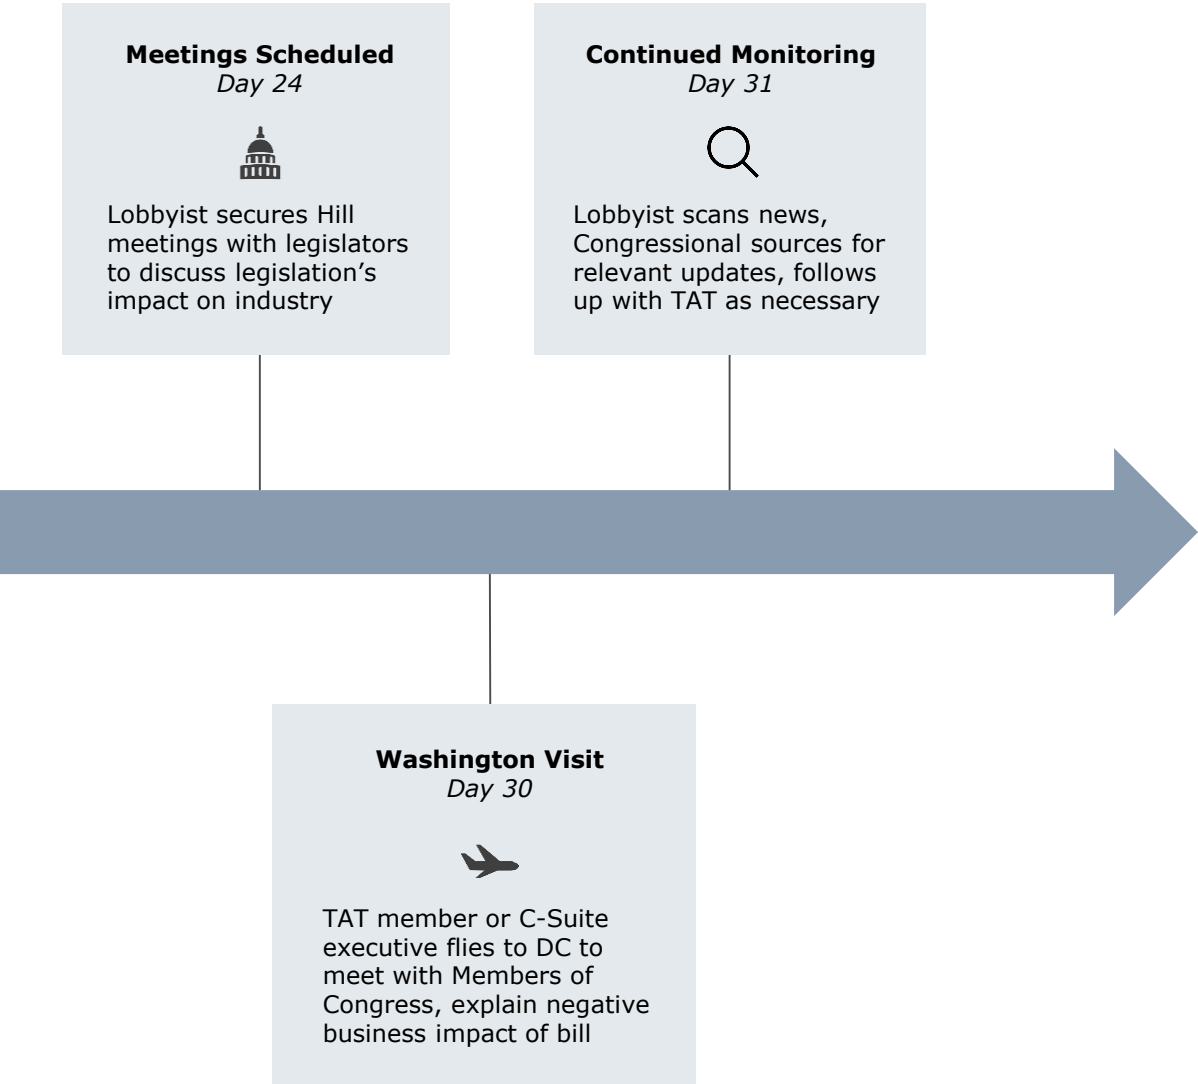 Meetings Scheduled
Day 24
Lobbyist secures Hill
meetings with legislators
to discuss legislation’s
impact on industry
Continued Monitoring
Day 31
Lobbyist scans news,
Congressional sources for
relevant updates, follows
up with TAT as necessary
Washington Visit
Day 30
TAT member or C-Suite
executive flies to DC to
meet with Members of
Congress, explain negative
business impact of bill